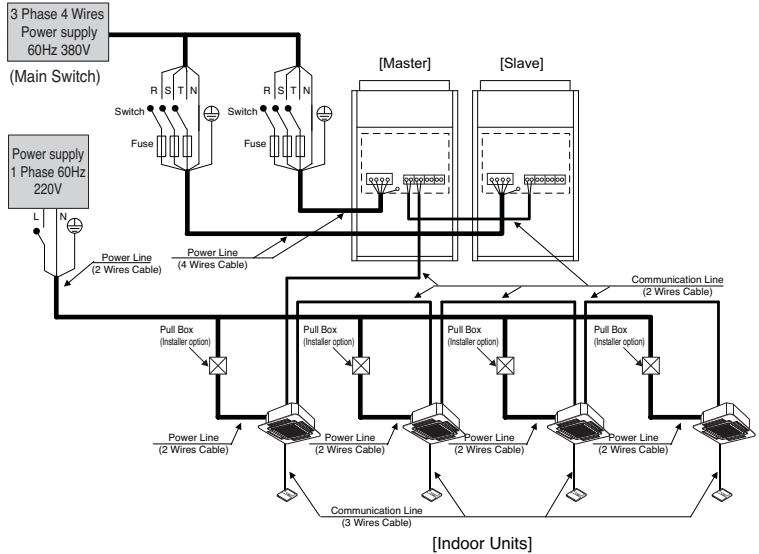 3 Phase 4 Wires
Power supply
60Hz 380V
(Main Switch)
[Master]
[Slave]
R S T N
R S T N
Switch
Switch
Fuse
Fuse
Power supply
1 Phase 60Hz
220V
L
N
Power Line
(2 Wires Cable)
Power Line
(4 Wires Cable)
Communication Line
(2 Wires Cable)
Pull Box
(Installer option)
Pull Box
(Installer option)
Pull Box
(Installer option)
Pull Box
(Installer option)
Power Line
(2 Wires Cable)
Power Line
(2 Wires Cable)
Power Line
(2 Wires Cable)
Power Line
(2 Wires Cable)
Communication Line
(3 Wires Cable)
[Indoor Units]